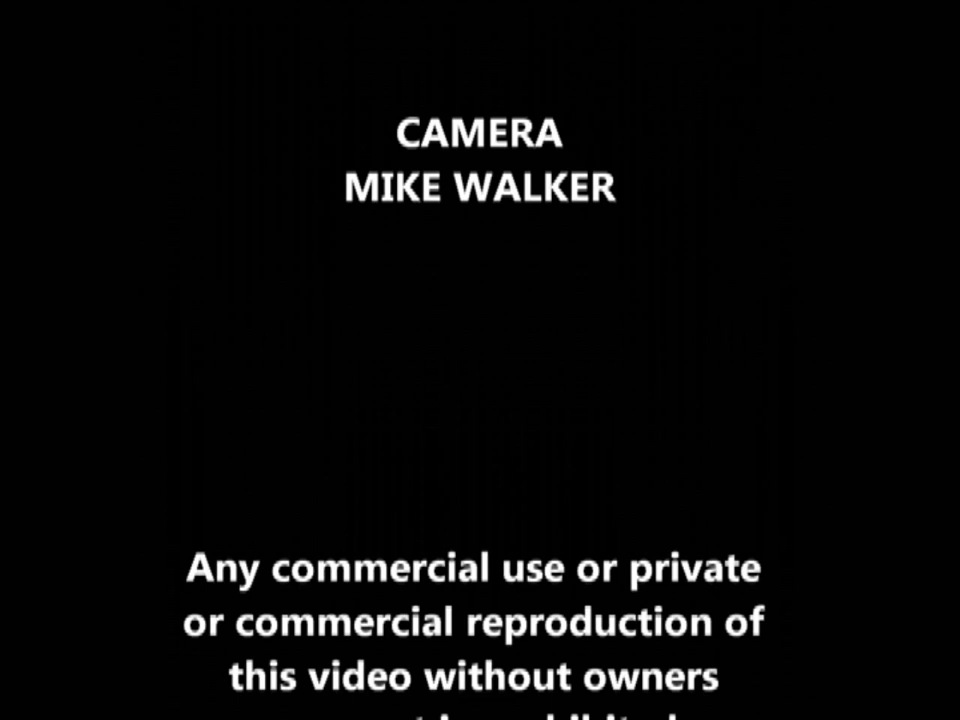 CAMERA
MIKE WALKER
Any commercial use or private
or commercial reproduction of
this video without owners